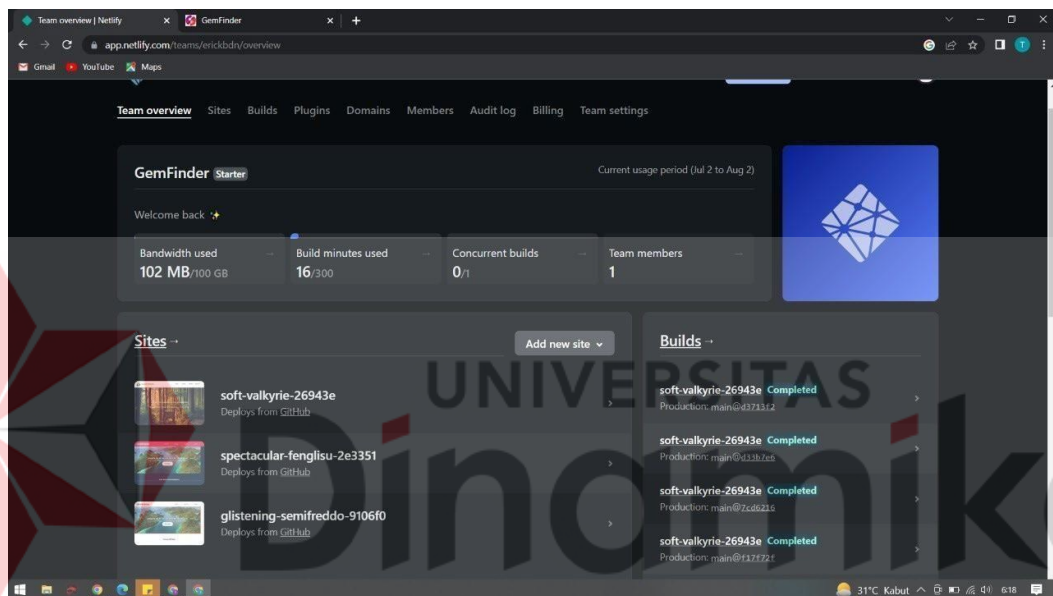 Team overview | Netlify
GemFinder
app.netlify.com/teams/erickbdn/overview
Gmail YouTube Maps
Team overview Sites Builds Plugins Domains Members Audit log Billing Team settings
GemFinder Starter
Current usage period (Jul 2 to Aug 2)
Welcome back
Bandwidth used
102 MB/100 GB
Build minutes used
16/300
Concurrent builds
0/1
Team members
1
Sites →
Add new site
soft-valkyrie-26943e
Deploys from GitHub
spectacular-fenglisu-2e3351
Deploys from GitHub
glistening-semifreddo-9106f0
Deploys from GitHub
Builds →
soft-valkyrie-26943e Completed
Production: main@d3713f2
soft-valkyrie-26943e Completed
Production: main@d33b7e6
soft-valkyrie-26943e Completed
Production: main@7cd6216
soft-valkyrie-26943e Completed
Production: main@f17f72f
UNIVERSITAS
Dinamika
31°C Kabut
6:18